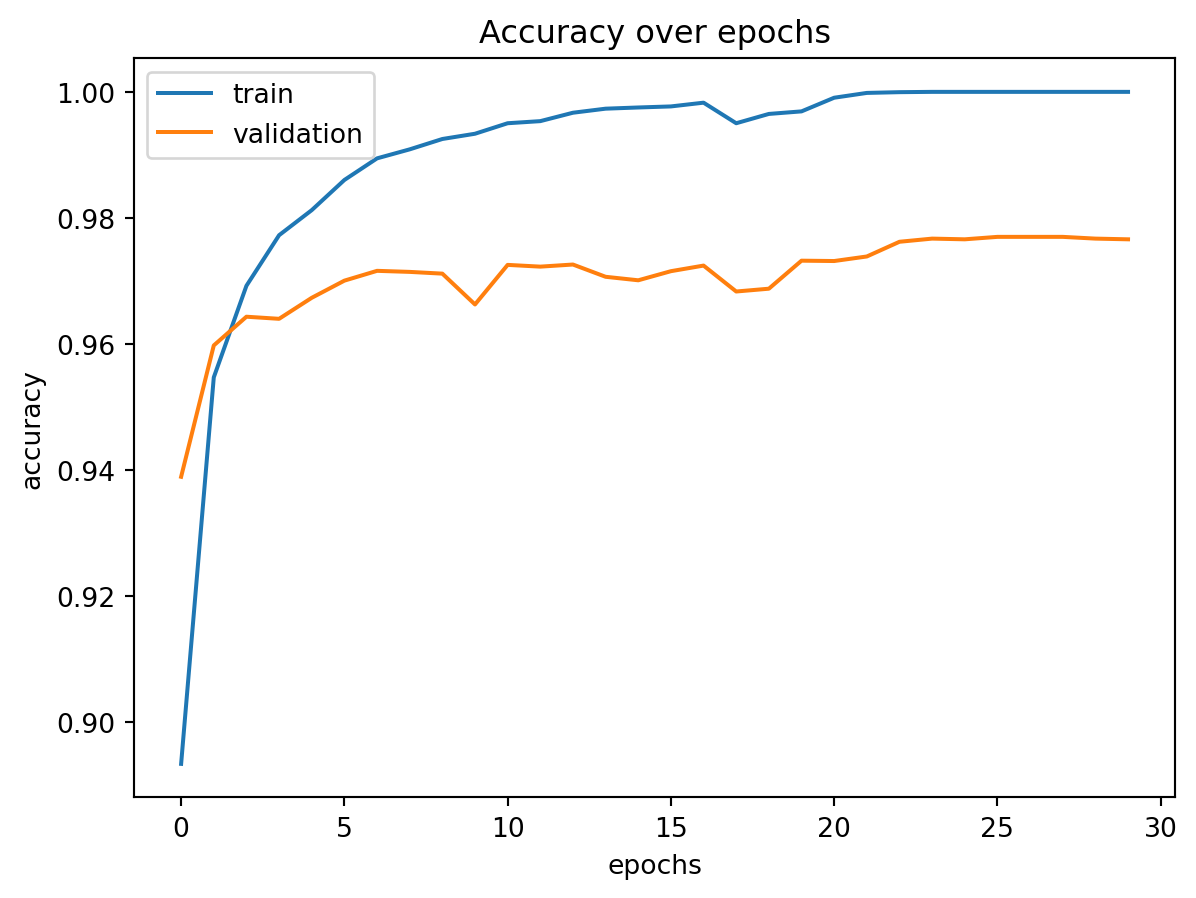 Accuracy over epochs
train
validation
1.00
0.98
0.96
0.94
0.92
0.90
accuracy
0 5 10 15 20 25 30
epochs